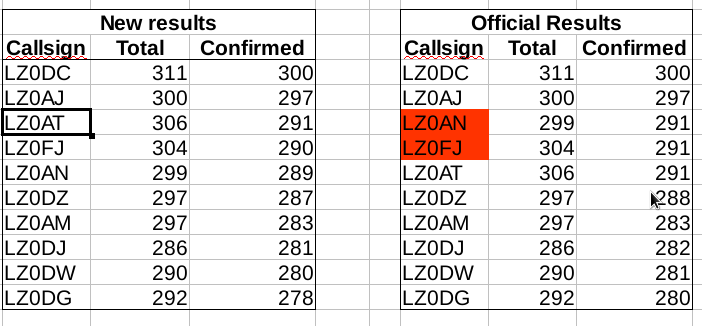 New results Official Results
Callsign Total Confirmed Callsign Total Confirmed
LZ0DC 311 300 LZ0DC 311 300
LZ0AJ 300 297 LZ0AJ 300 297
LZ0AT 306 291 LZ0AN 299 291
LZ0FJ 304 290 LZ0FJ 304 291
LZ0AN 299 289 LZ0AT 306 291
LZ0DZ 297 287 LZ0DZ 297 288
LZ0AM 297 283 LZ0AM 297 283
LZ0DJ 286 281 LZ0DJ 286 282
LZ0DW 290 280 LZ0DW 290 281
LZ0DG 292 278 LZ0DG 292 280